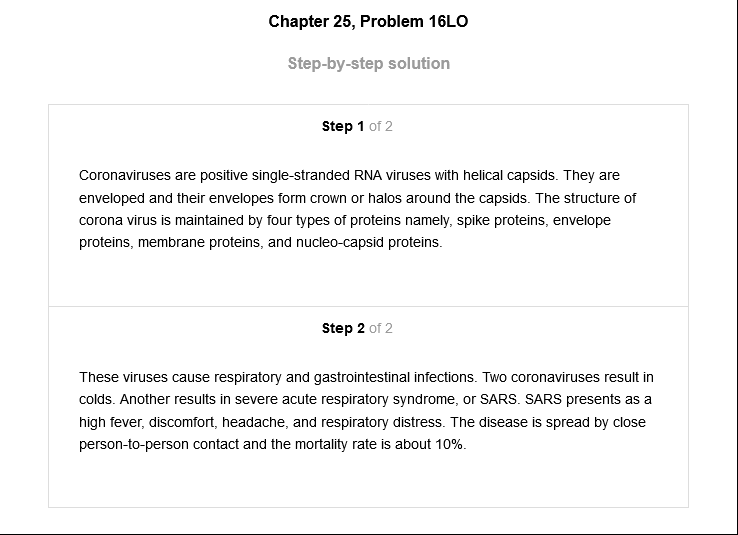 Chapter 25, Problem 16LO
Step-by-step solution
Step 1 of 2
Coronaviruses are positive single-stranded RNA viruses with helical capsids. They are
enveloped and their envelopes form crown or halos around the capsids. The structure of
corona virus is maintained by four types of proteins namely, spike proteins, envelope
proteins, membrane proteins, and nucleo-capsid proteins.
Step 2 of 2
These viruses cause respiratory and gastrointestinal infections. Two coronaviruses result in
colds. Another results in severe acute respiratory syndrome, or SARS. SARS presents as a
high fever, discomfort, headache, and respiratory distress. The disease is spread by close
person-to-person contact and the mortality rate is about 10%.